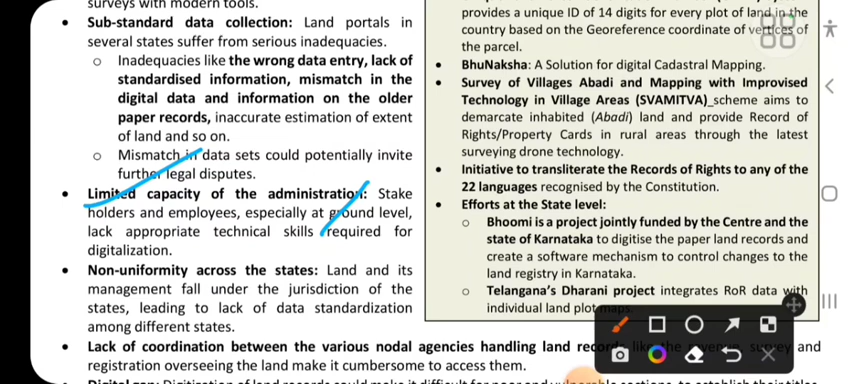 surveys with modern tools.
• Sub-standard data collection: Land portals in
several states suffer from serious inadequacies.
o Inadequacies like the wrong data entry, lack of
standardised information, mismatch in the
digital data and information on the older
paper records, inaccurate estimation of extent
of land and so on.
o Mismatch in data sets could potentially invite
further legal disputes.
• Limited capacity of the administration: Stake
holders and employees, especially at ground level,
lack appropriate technical skills required for
digitalization.
• Non-uniformity across the states: Land and its
management fall under the jurisdiction of the
states, leading to lack of data standardization
among different states.
provides a unique ID of 14 digits for every plot of land in the
country based on the Georeference coordinate of vertices of
the parcel.
• BhuNaksha: A Solution for digital Cadastral Mapping.
• Survey of Villages Abadi and Mapping with Improvised
Technology in Village Areas (SVAMITVA) scheme aims to
demarcate inhabited (Abadi) land and provide Record of
Rights/Property Cards in rural areas through the latest
surveying drone technology.
• Initiative to transliterate the Records of Rights to any of the
22 languages recognised by the Constitution.
• Efforts at the State level:
o Bhoomi is a project jointly funded by the Centre and the
state of Karnataka to digitise the paper land records and
create a software mechanism to control changes to the
land registry in Karnataka.
o Telangana's Dharani project integrates RoR data with
individual land plot maps.
• Lack of coordination between the various nodal agencies handling land records like the revenue, survey and
registration overseeing the land make it cumbersome to access them.